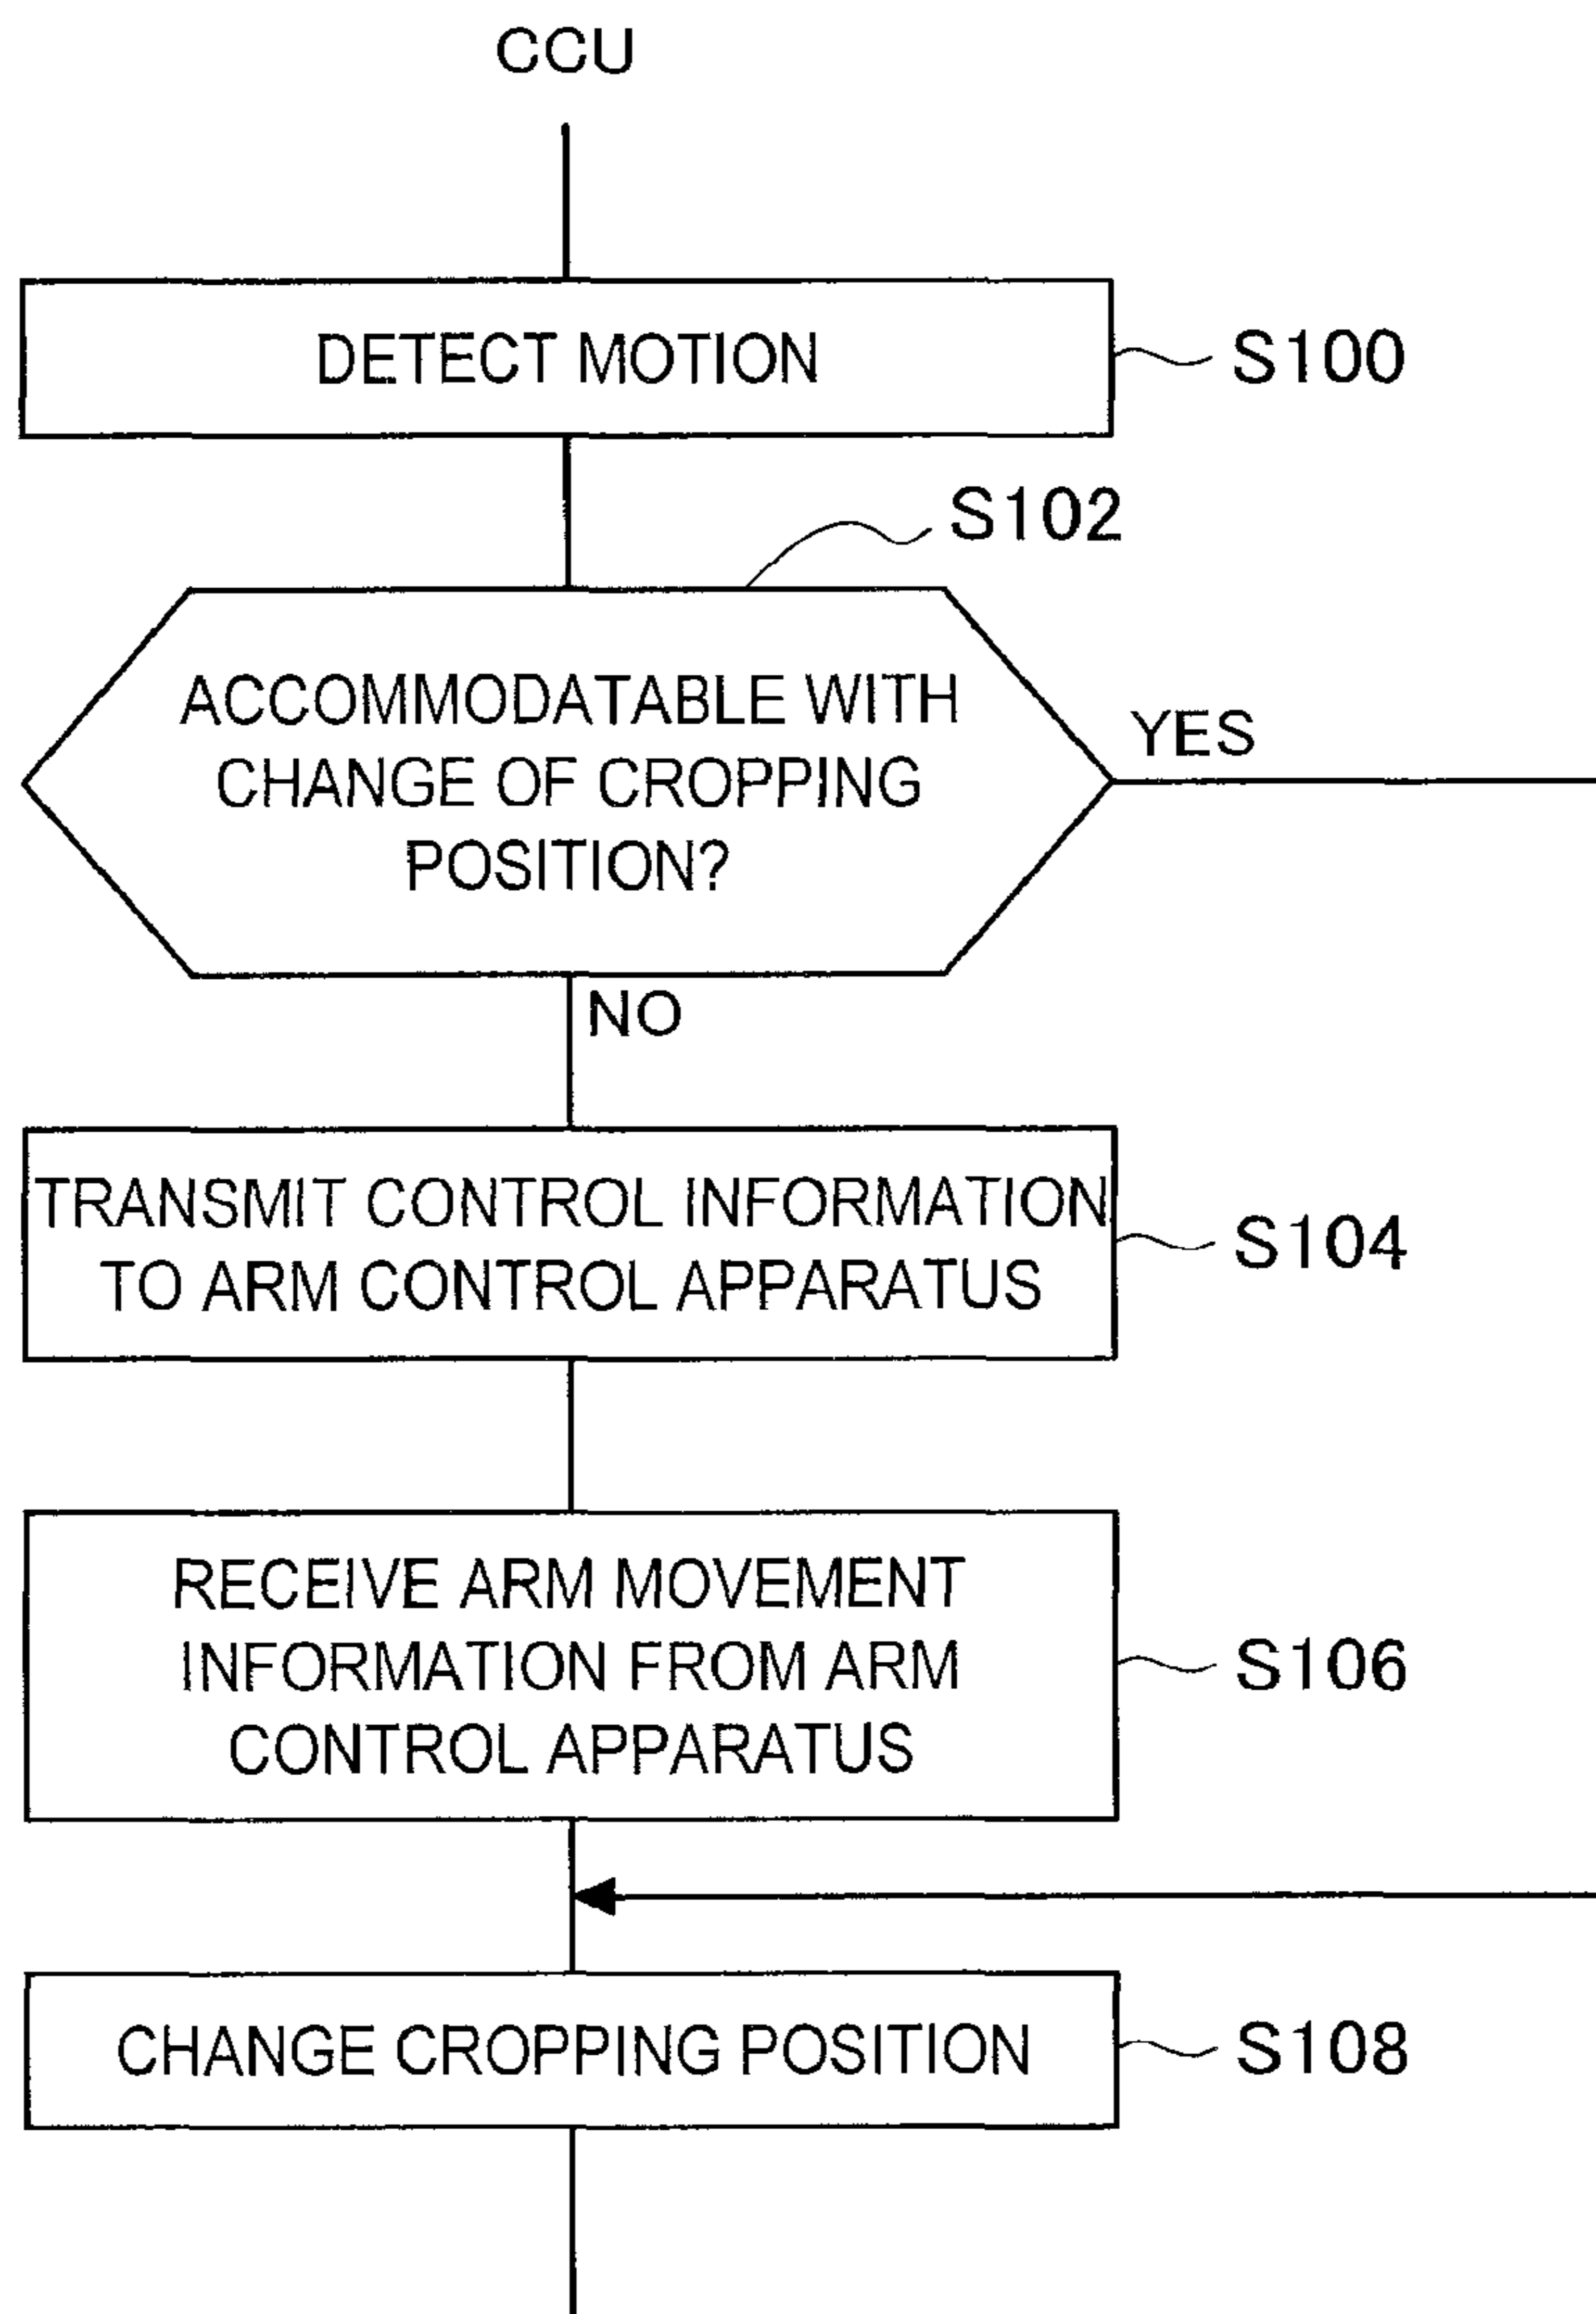 CCU
DETECT MOTION
S100
S102
ACCOMMODATABLE WITH
CHANGE OF CROPPING
POSITION?
YES
NO
TRANSMIT CONTROL INFORMATION
TO ARM CONTROL APPARATUS
S104
RECEIVE ARM MOVEMENT
INFORMATION FROM ARM
CONTROL APPARATUS
S106
CHANGE CROPPING POSITION
S108